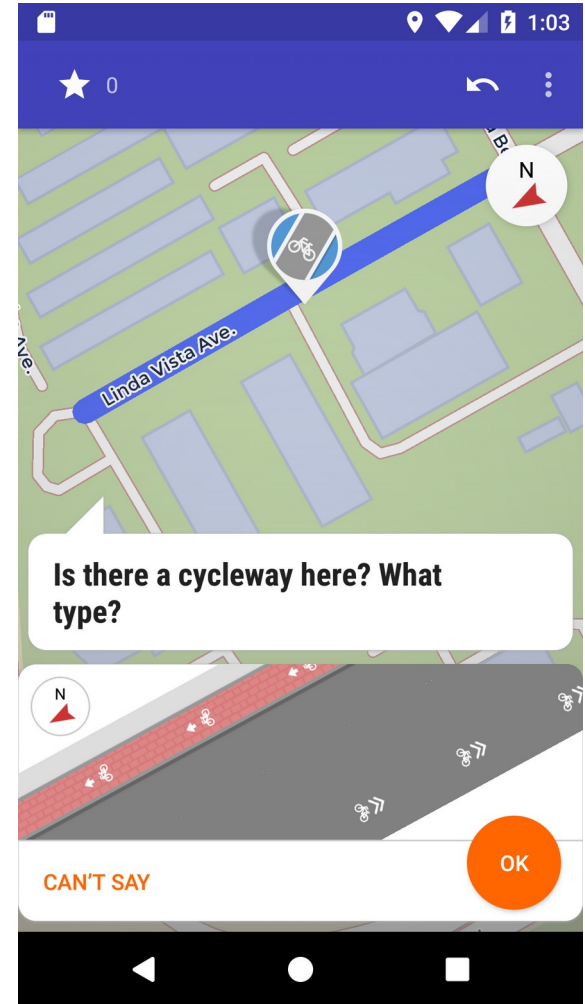 1:03
0
N
Linda Vista Ave.
Ave.
Is there a cycleway here? What
type?
N
CAN'T SAY
OK